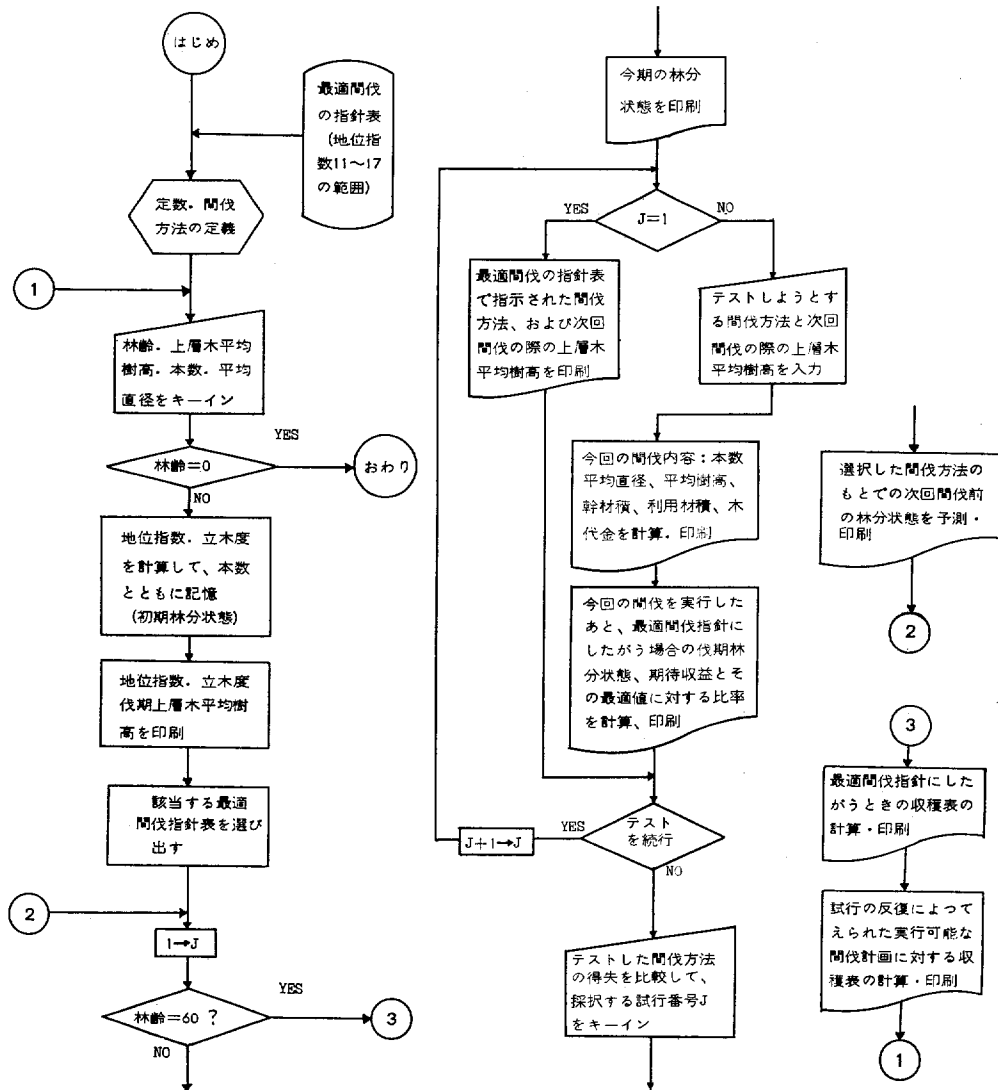 はじめ
最適間伐
の指針表
(地位指
数11〜17
の範囲)
定数.間伐
方法の定義
1
林齢.上層木平均
樹高.本数.平均
直径をキーイン
林齢=0
YES
おわり
NO
地位指数.立木度
を計算して、本数
とともに記憶
(初期林分状態)
地位指数.立木度
伐期上層木平均樹
高を印刷
該当する最適
間伐指針表を選び
出す
2
1→J
林齢=60?
YES
3
NO
今期の林分
状態を印刷
J=1
YES
NO
最適間伐の指針表
で指示された間伐
方法、および次回
間伐の際の上層木
平均樹高を印刷
テストしようとす
る間伐方法と次回
間伐の際の上層木
平均樹高を入力
今回の間伐内容:本数
平均直径、平均樹高、
幹材積、利用材積、木
代金を計算.印刷
今回の間伐を実行した
あと、最適間伐指針に
したがう場合の伐期林
分状態、期待収益とそ
の最適値に対する比率
を計算、印刷
テスト
を続行
YES
J+1→J
NO
テストした間伐方法
の得失を比較して、
採択する試行番号J
をキーイン
選択した間伐方法の
もとでの次回間伐前
の林分状態を予測・
印刷
2
3
最適間伐指針にした
がうときの収穫表の
計算・印刷
試行の反復によつて
えられた実行可能な
間伐計画に対する収
穫表の計算・印刷
1